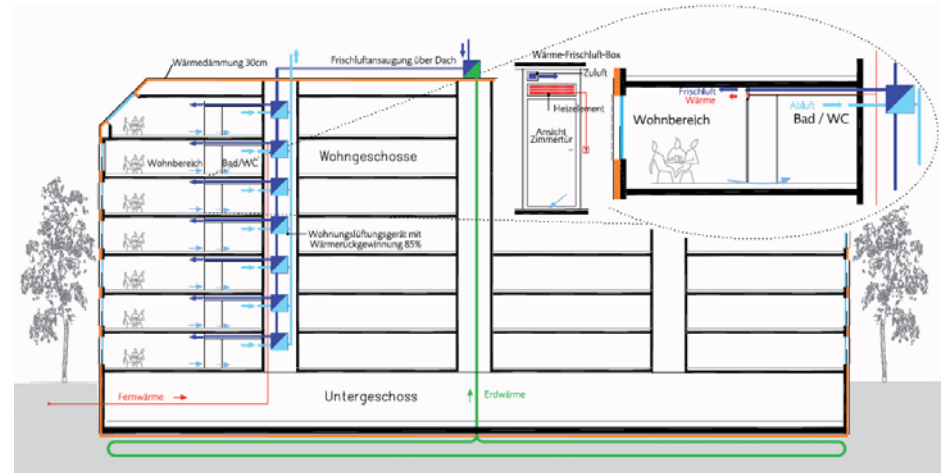 Wärmedämmung 30cm
Frischluftansaugung über Dach
Wärme-Frischluft-Box
Zuluft
Heizelement
Ansicht
Zimmertür
Frischluft
Wärme
Abluft
Wohnbereich
Bad / WC
Wohnbereich
Bad/WC
Wohngeschosse
Wohnungslüftungsgerät mit
Wärmerückgewinnung 85%
Fernwärme
Untergeschoss
Erdwärme